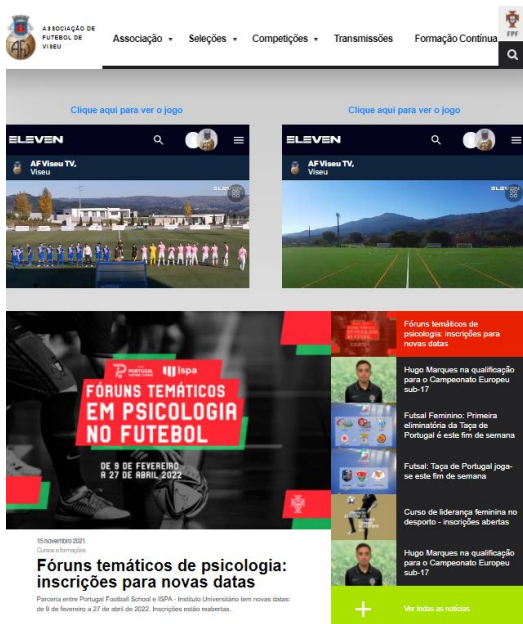 ASSOCIAÇÃO DE
FUTEBOL DE
VISEU
Associação
Seleções
Competições
Transmissões
Formação Contínua
FPF
Clique aqui para ver o jogo
Clique aqui para ver o jogo
ELEVEN
AF Viseu TV,
Viseu
ELEVEN
AF Viseu TV,
Viseu
PORTUGAL
ispa
FÓRUNS TEMÁTICOS
EM PSICOLOGIA
NO FUTEBOL
DE 9 DE FEVEREIRO
A 27 DE ABRIL 2022
15 novembro 2021
Cursos e formações
Fóruns temáticos de psicologia:
inscrições para novas datas
Parceria entre Portugal Football School e ISPA - Instituto Universitário tem novas datas:
de 9 de fevereiro a 27 de abril de 2022. Inscrições estão reabertas.
Fóruns temáticos de
psicologia: inscrições para
novas datas
Hugo Marques na qualificação
para o Campeonato Europeu
sub-17
Futsal Feminino: Primeira
eliminatória da Taça de
Portugal é este fim de semana
Futsal: Taça de Portugal joga-
se este fim de semana
Curso de liderança feminina no
desporto - inscrições abertas
Hugo Marques na qualificação
para o Campeonato Europeu
sub-17
Ver todas as notícias